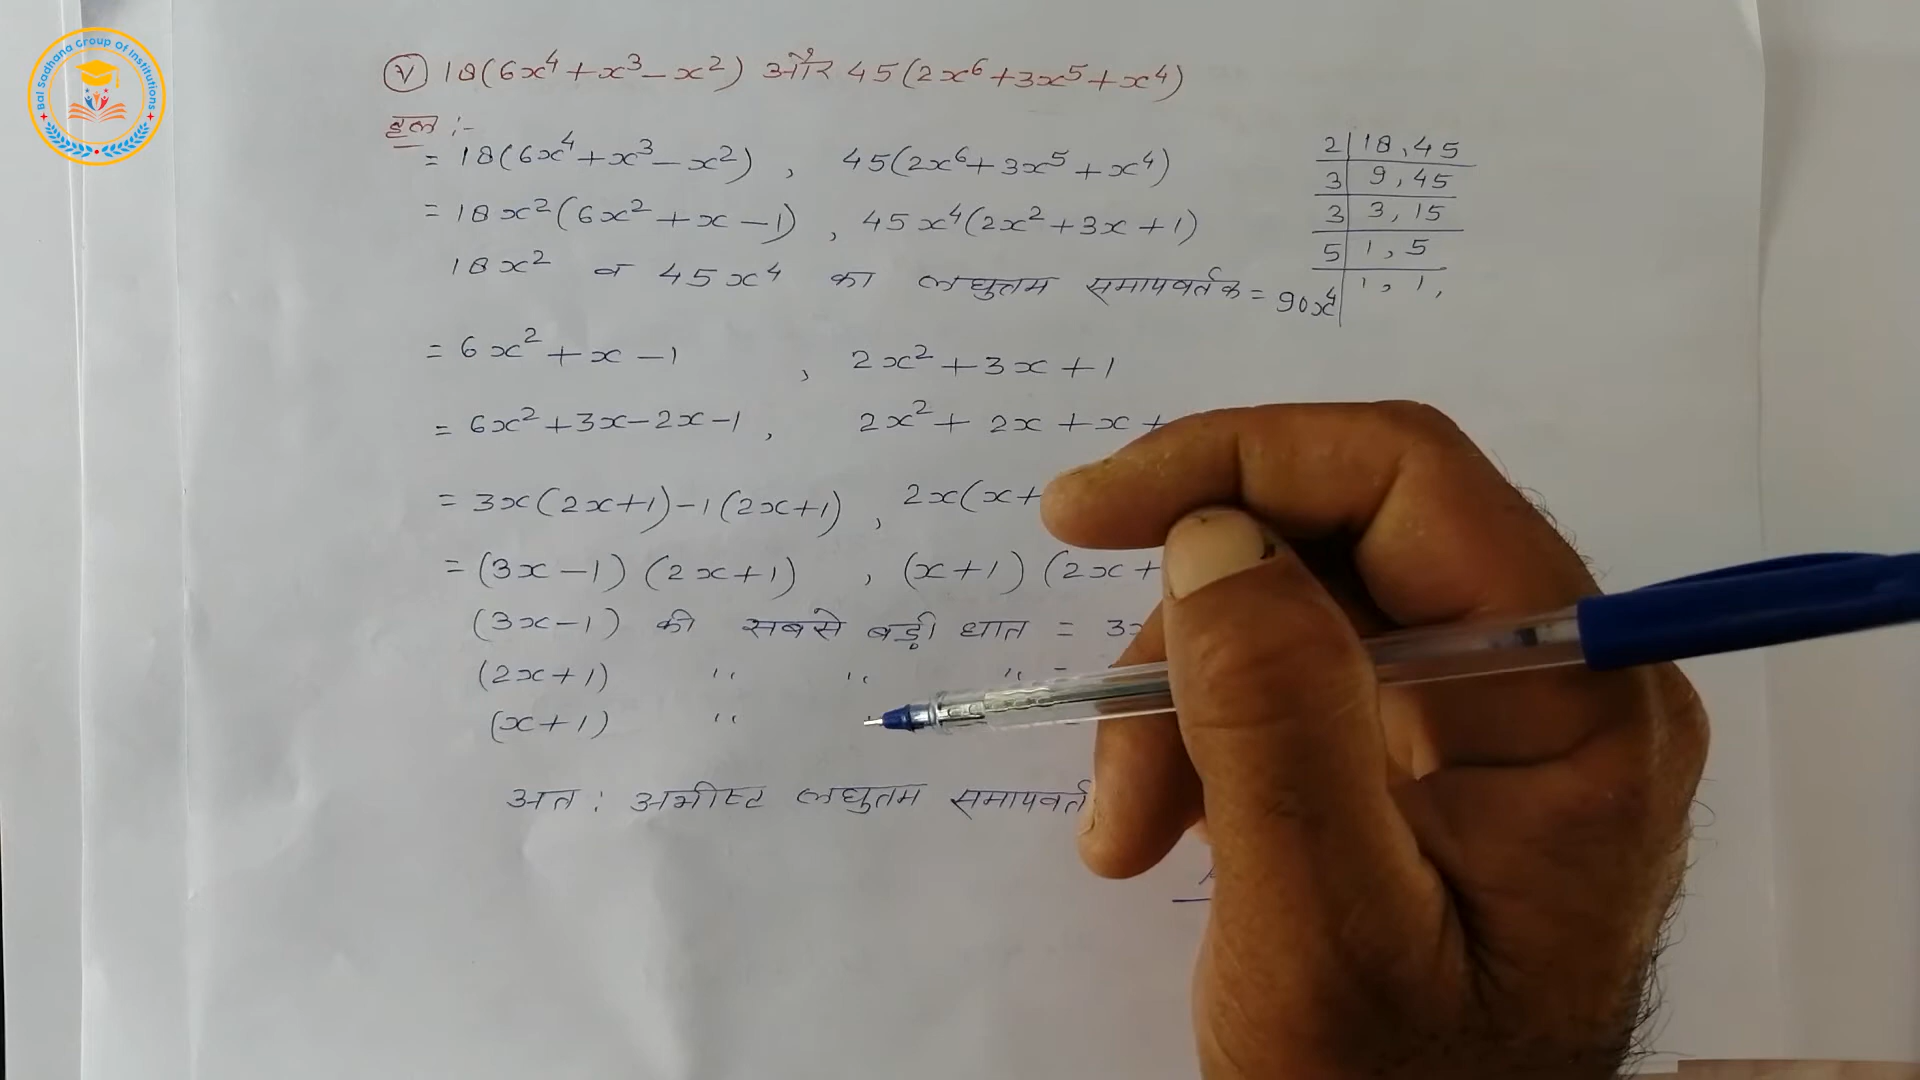 Bal Sadhana Group Of Institutions
(v) 18(6x⁴ + x³ - x²) और 45(2x⁶ + 3x⁵ + x⁴)
हल :-
= 18(6x⁴ + x³ - x²) , 45(2x⁶ + 3x⁵ + x⁴)
= 18x²(6x² + x - 1) , 45x⁴(2x² + 3x + 1)
18x² व 45x⁴ का लघुत्तम समापवर्तक = 90x⁴
2 | 18, 45
3 | 9, 45
3 | 3, 15
5 | 1, 5
| 1, 1,
= 6x² + x - 1 , 2x² + 3x + 1
= 6x² + 3x - 2x - 1 , 2x² + 2x + x +
= 3x(2x+1) - 1(2x+1) , 2x(x+
= (3x - 1) (2x + 1) , (x + 1) (2x +
(3x - 1) की सबसे बड़ी घात = 3x
(2x + 1) " " " =
(x + 1) "
अत : अभीष्ट लघुतम समापवर्त